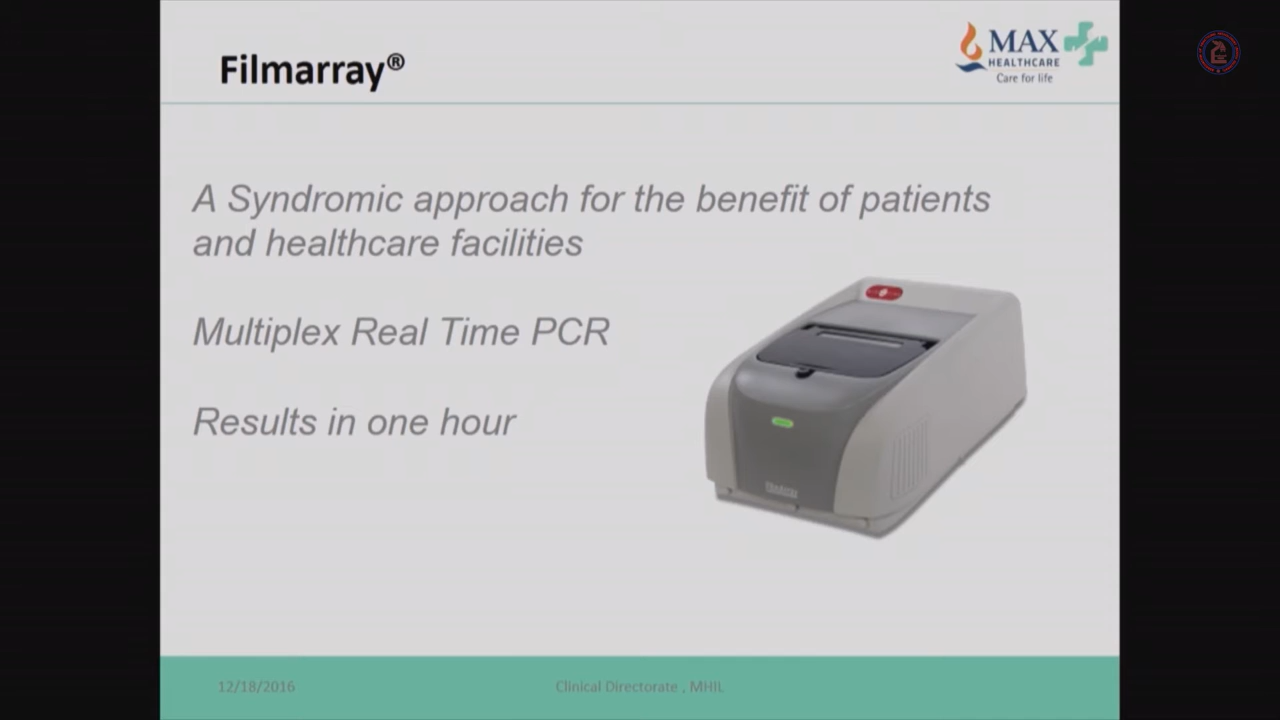 Filmarray®
MAX
HEALTHCARE
Care for life
A Syndromic approach for the benefit of patients
and healthcare facilities
Multiplex Real Time PCR
Results in one hour
12/18/2016
Clinical Directorate , MHIL